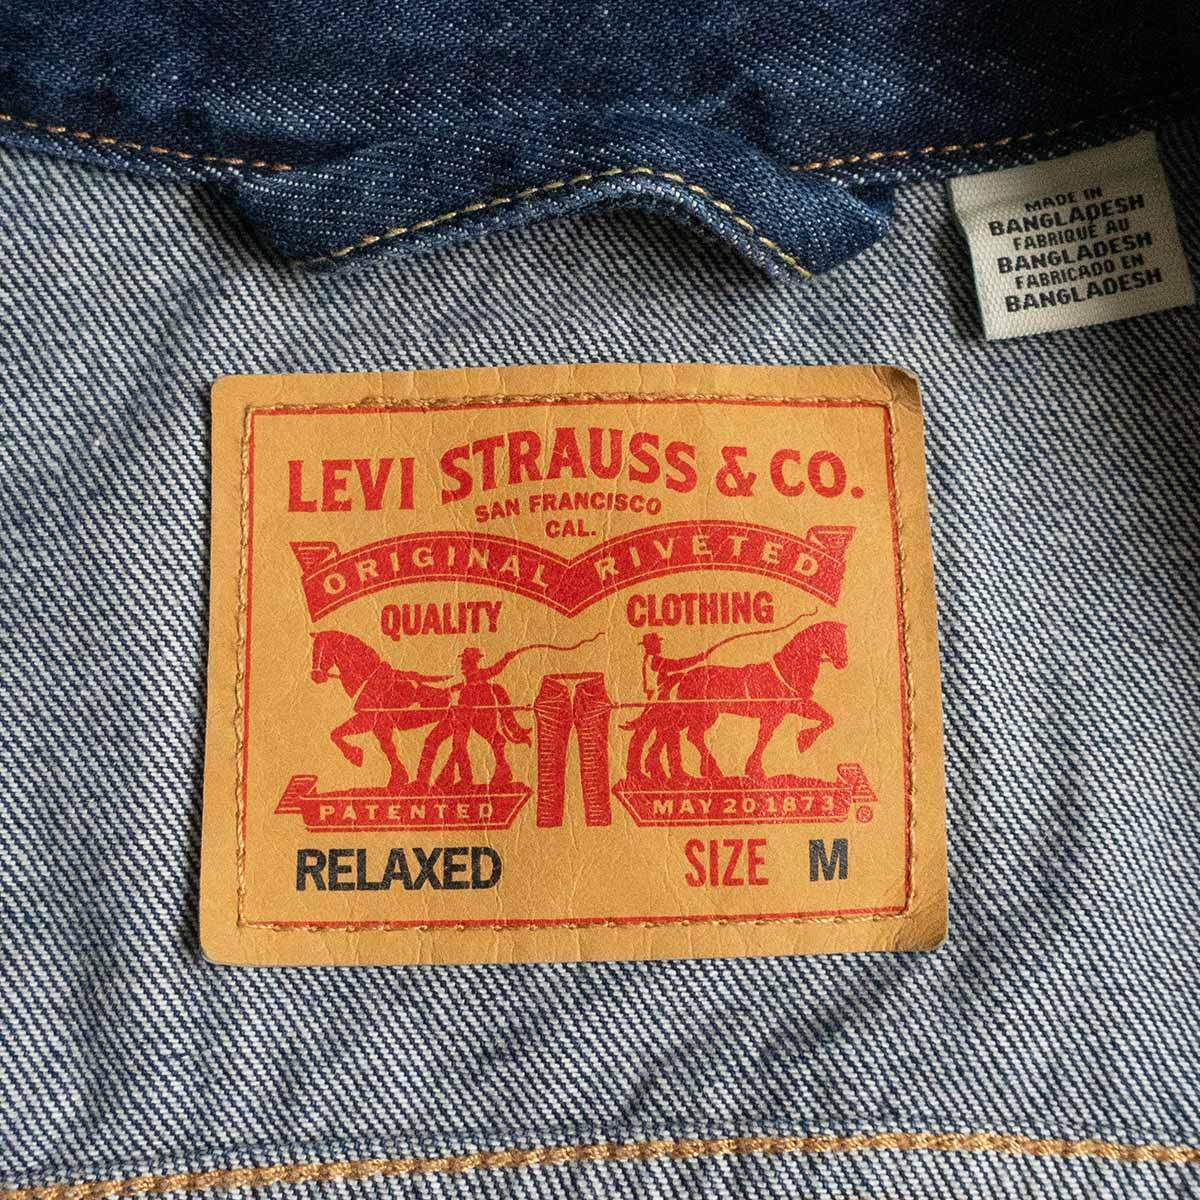 MADE IN
BANGLADESH
FABRIQUÉ AU
BANGLADESH
FABRICADO EN
BANGLADESH
LEVI STRAUSS & CO.
SAN FRANCISCO
CAL.
ORIGINAL RIVETED
QUALITY CLOTHING
PATENTED MAY 20 1873 ®
RELAXED SIZE M